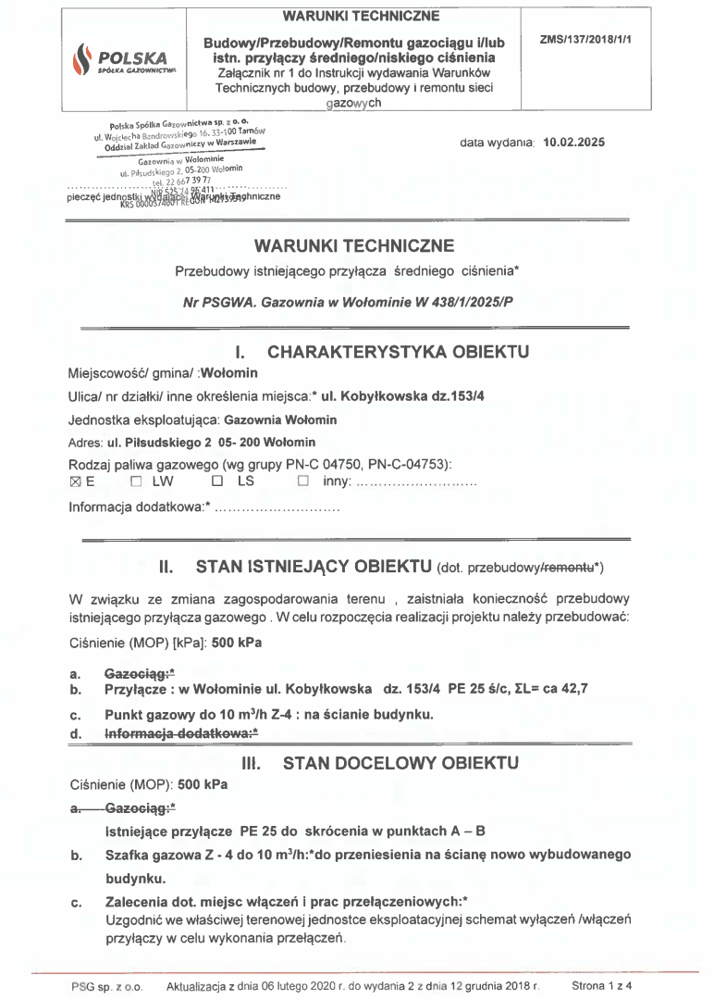 POLSKA
SPÓŁKA GAZOWNICTWA
WARUNKI TECHNICZNE
Budowy/Przebudowy/Remontu gazociągu i/lub
istn. przyłączy średniego/niskiego ciśnienia
Załącznik nr 1 do Instrukcji wydawania Warunków
Technicznych budowy, przebudowy i remontu sieci
gazowych
ZMS/137/2018/1/1
Polska Spółka Gazownictwa sp. z o.o.
ul. Wojciecha Bandrowskiego 16, 33-100 Tarnów
Oddział Zakład Gazowniczy w Warszawie
Gazownia w Wołominie
ul. Piłsudskiego 2, 05-200 Wołomin
tel. 22 667 39 77
data wydania: 10.02.2025
pieczęć jednostki wydającej Warunki Techniczne
WARUNKI TECHNICZNE
Przebudowy istniejącego przyłącza średniego ciśnienia*
Nr PSGWA. Gazownia w Wołominie W 438/1/2025/P
I. CHARAKTERYSTYKA OBIEKTU
Miejscowość/ gmina/ :Wołomin
Ulica/ nr działki/ inne określenia miejsca:* ul. Kobyłkowska dz.153/4
Jednostka eksploatująca: Gazownia Wołomin
Adres: ul. Piłsudskiego 2 05- 200 Wołomin
Rodzaj paliwa gazowego (wg grupy PN-C 04750, PN-C-04753):
☒ E ☐ LW ☐ LS ☐ inny: ...........................
Informacja dodatkowa:* ...........................
II. STAN ISTNIEJĄCY OBIEKTU (dot. przebudowy/remontu*)
W związku ze zmiana zagospodarowania terenu , zaistniała konieczność przebudowy
istniejącego przyłącza gazowego . W celu rozpoczęcia realizacji projektu należy przebudować:
Ciśnienie (MOP) [kPa]: 500 kPa
a. Gazociąg:*
b. Przyłącze : w Wołominie ul. Kobyłkowska dz. 153/4 PE 25 ś/c, ΣL= ca 42,7
c. Punkt gazowy do 10 m³/h Z-4 : na ścianie budynku.
d. Informacja dodatkowa:*
III. STAN DOCELOWY OBIEKTU
Ciśnienie (MOP): 500 kPa
a. Gazociąg:*
Istniejące przyłącze PE 25 do skrócenia w punktach A – B
b. Szafka gazowa Z - 4 do 10 m³/h:*do przeniesienia na ścianę nowo wybudowanego
budynku.
c. Zalecenia dot. miejsc włączeń i prac przełączeniowych:*
Uzgodnić we właściwej terenowej jednostce eksploatacyjnej schemat wyłączeń /włączeń
przyłączy w celu wykonania przełączeń.
PSG sp. z o.o. Aktualizacja z dnia 06 lutego 2020 r. do wydania 2 z dnia 12 grudnia 2018 r. Strona 1 z 4